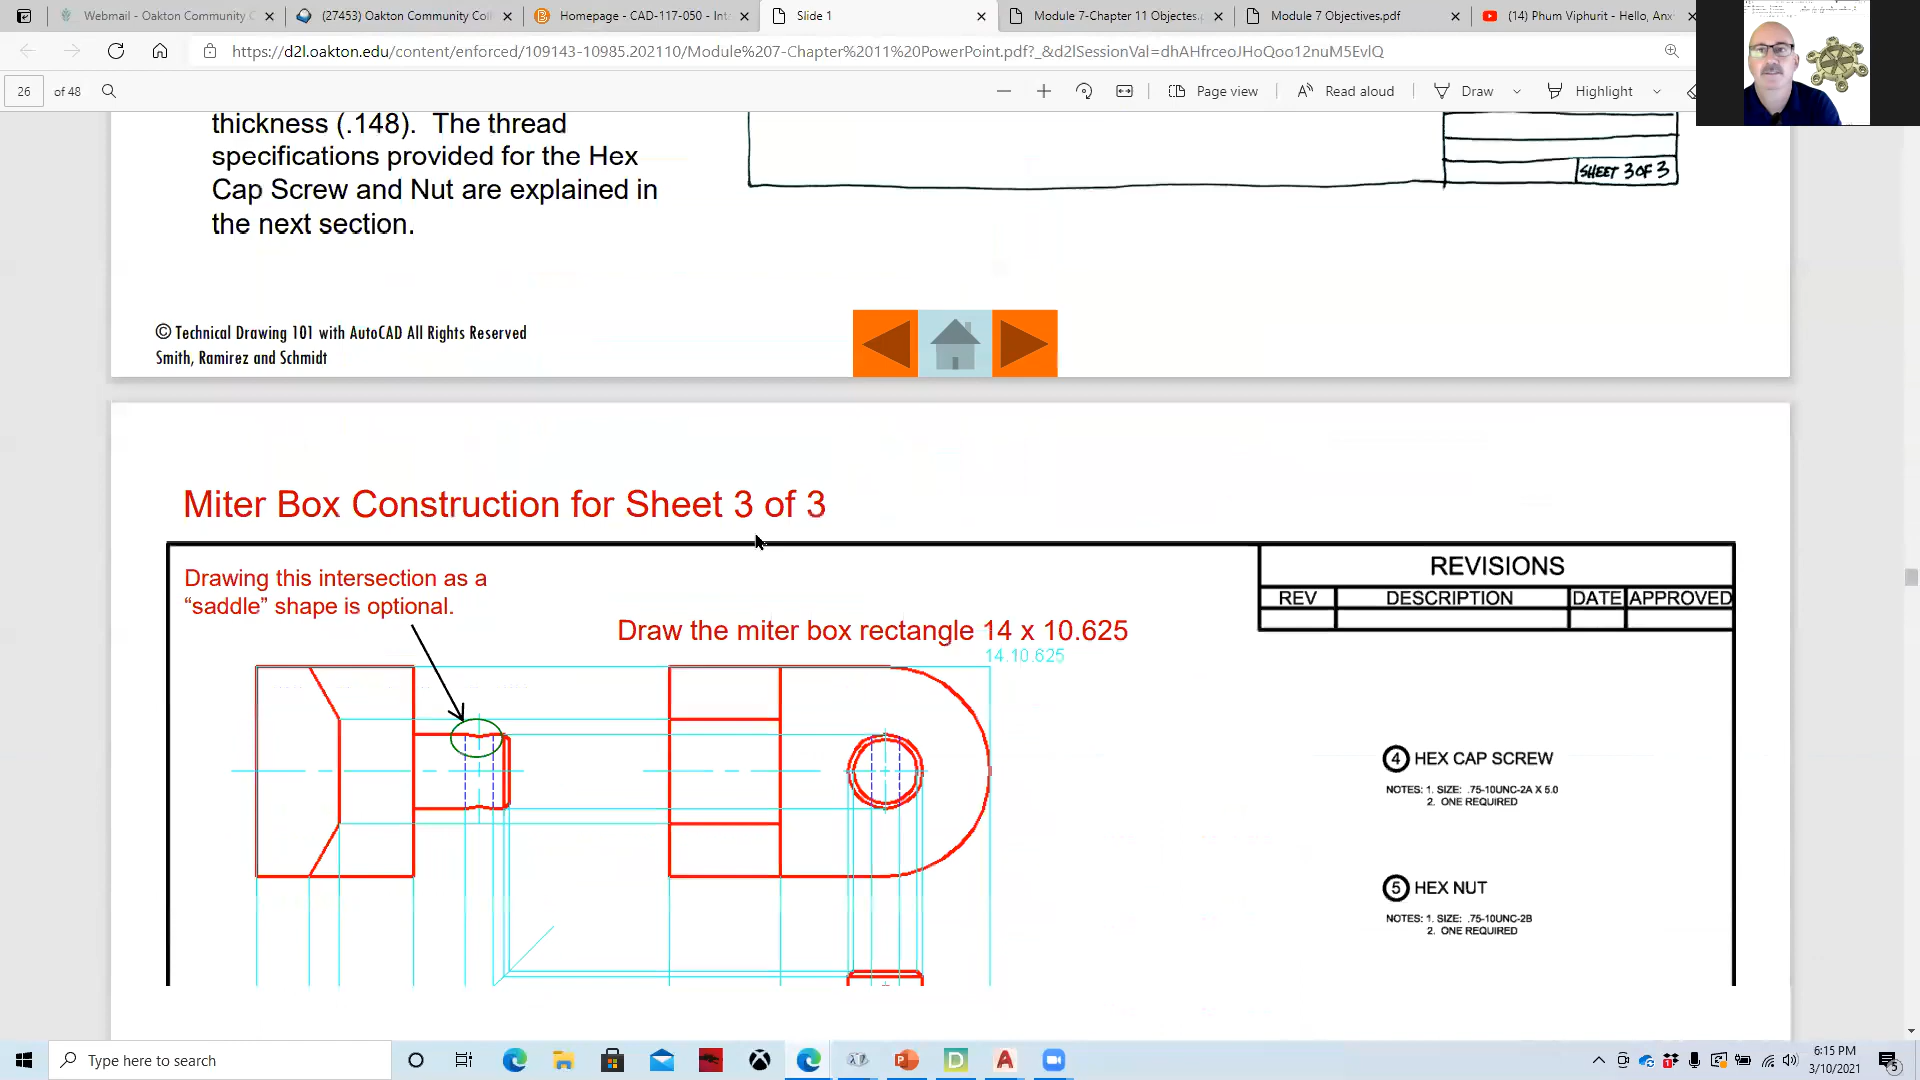 Webmail - Oakton Community C
(27453) Oakton Community Coll
Homepage - CAD-117-050 - Int
Slide 1
Module 7-Chapter 11 Objectes.
Module 7 Objectives.pdf
(14) Phum Viphurit - Hello, Anx
https://d2l.oakton.edu/content/enforced/109143-10985.202110/Module%207-Chapter%2011%20PowerPoint.pdf?_&d2lSessionVal=dhAHfrceoJHoQoo12nuM5EvlQ
26 of 48
Page view
Read aloud
Draw
Highlight
thickness (.148). The thread
specifications provided for the Hex
Cap Screw and Nut are explained in
the next section.
SHEET 3 OF 3
© Technical Drawing 101 with AutoCAD All Rights Reserved
Smith, Ramirez and Schmidt
Miter Box Construction for Sheet 3 of 3
Drawing this intersection as a
“saddle” shape is optional.
Draw the miter box rectangle 14 x 10.625
14.10.625
REVISIONS
REV DESCRIPTION DATE APPROVED
4 HEX CAP SCREW
NOTES: 1. SIZE: .75-10UNC-2A X 5.0
2. ONE REQUIRED
5 HEX NUT
NOTES: 1. SIZE: .75-10UNC-2B
2. ONE REQUIRED
Type here to search
6:15 PM
3/10/2021
5